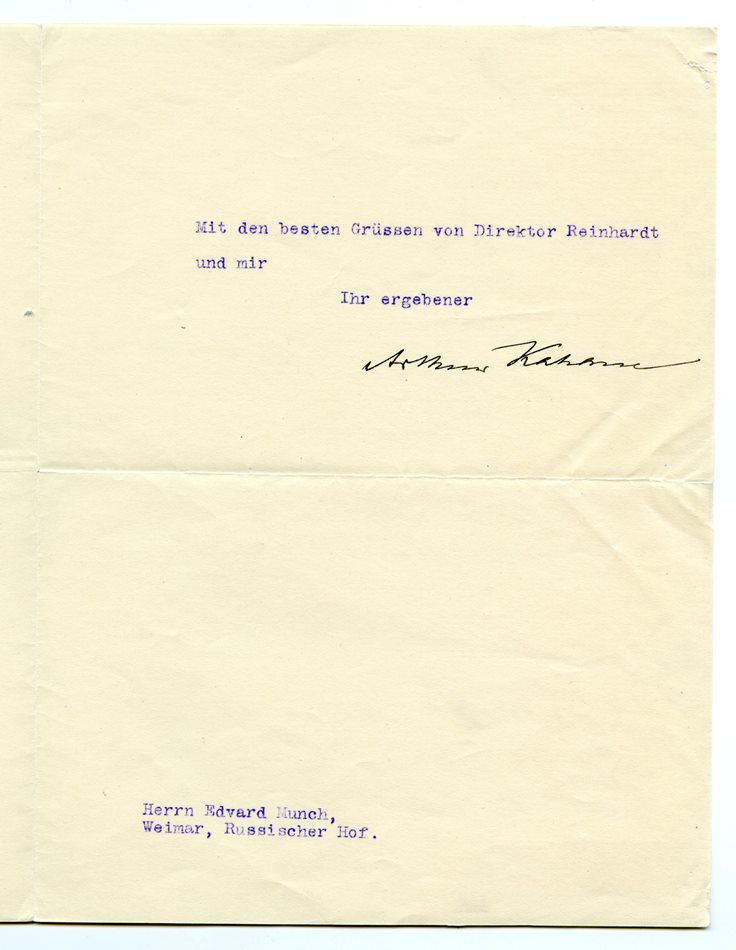 Mit den besten Grüssen von Direktor Reinhardt
und mir
Ihr ergebener
Arthur Kahane
Herrn Edvard Munch,
Weimar, Russischer Hof.